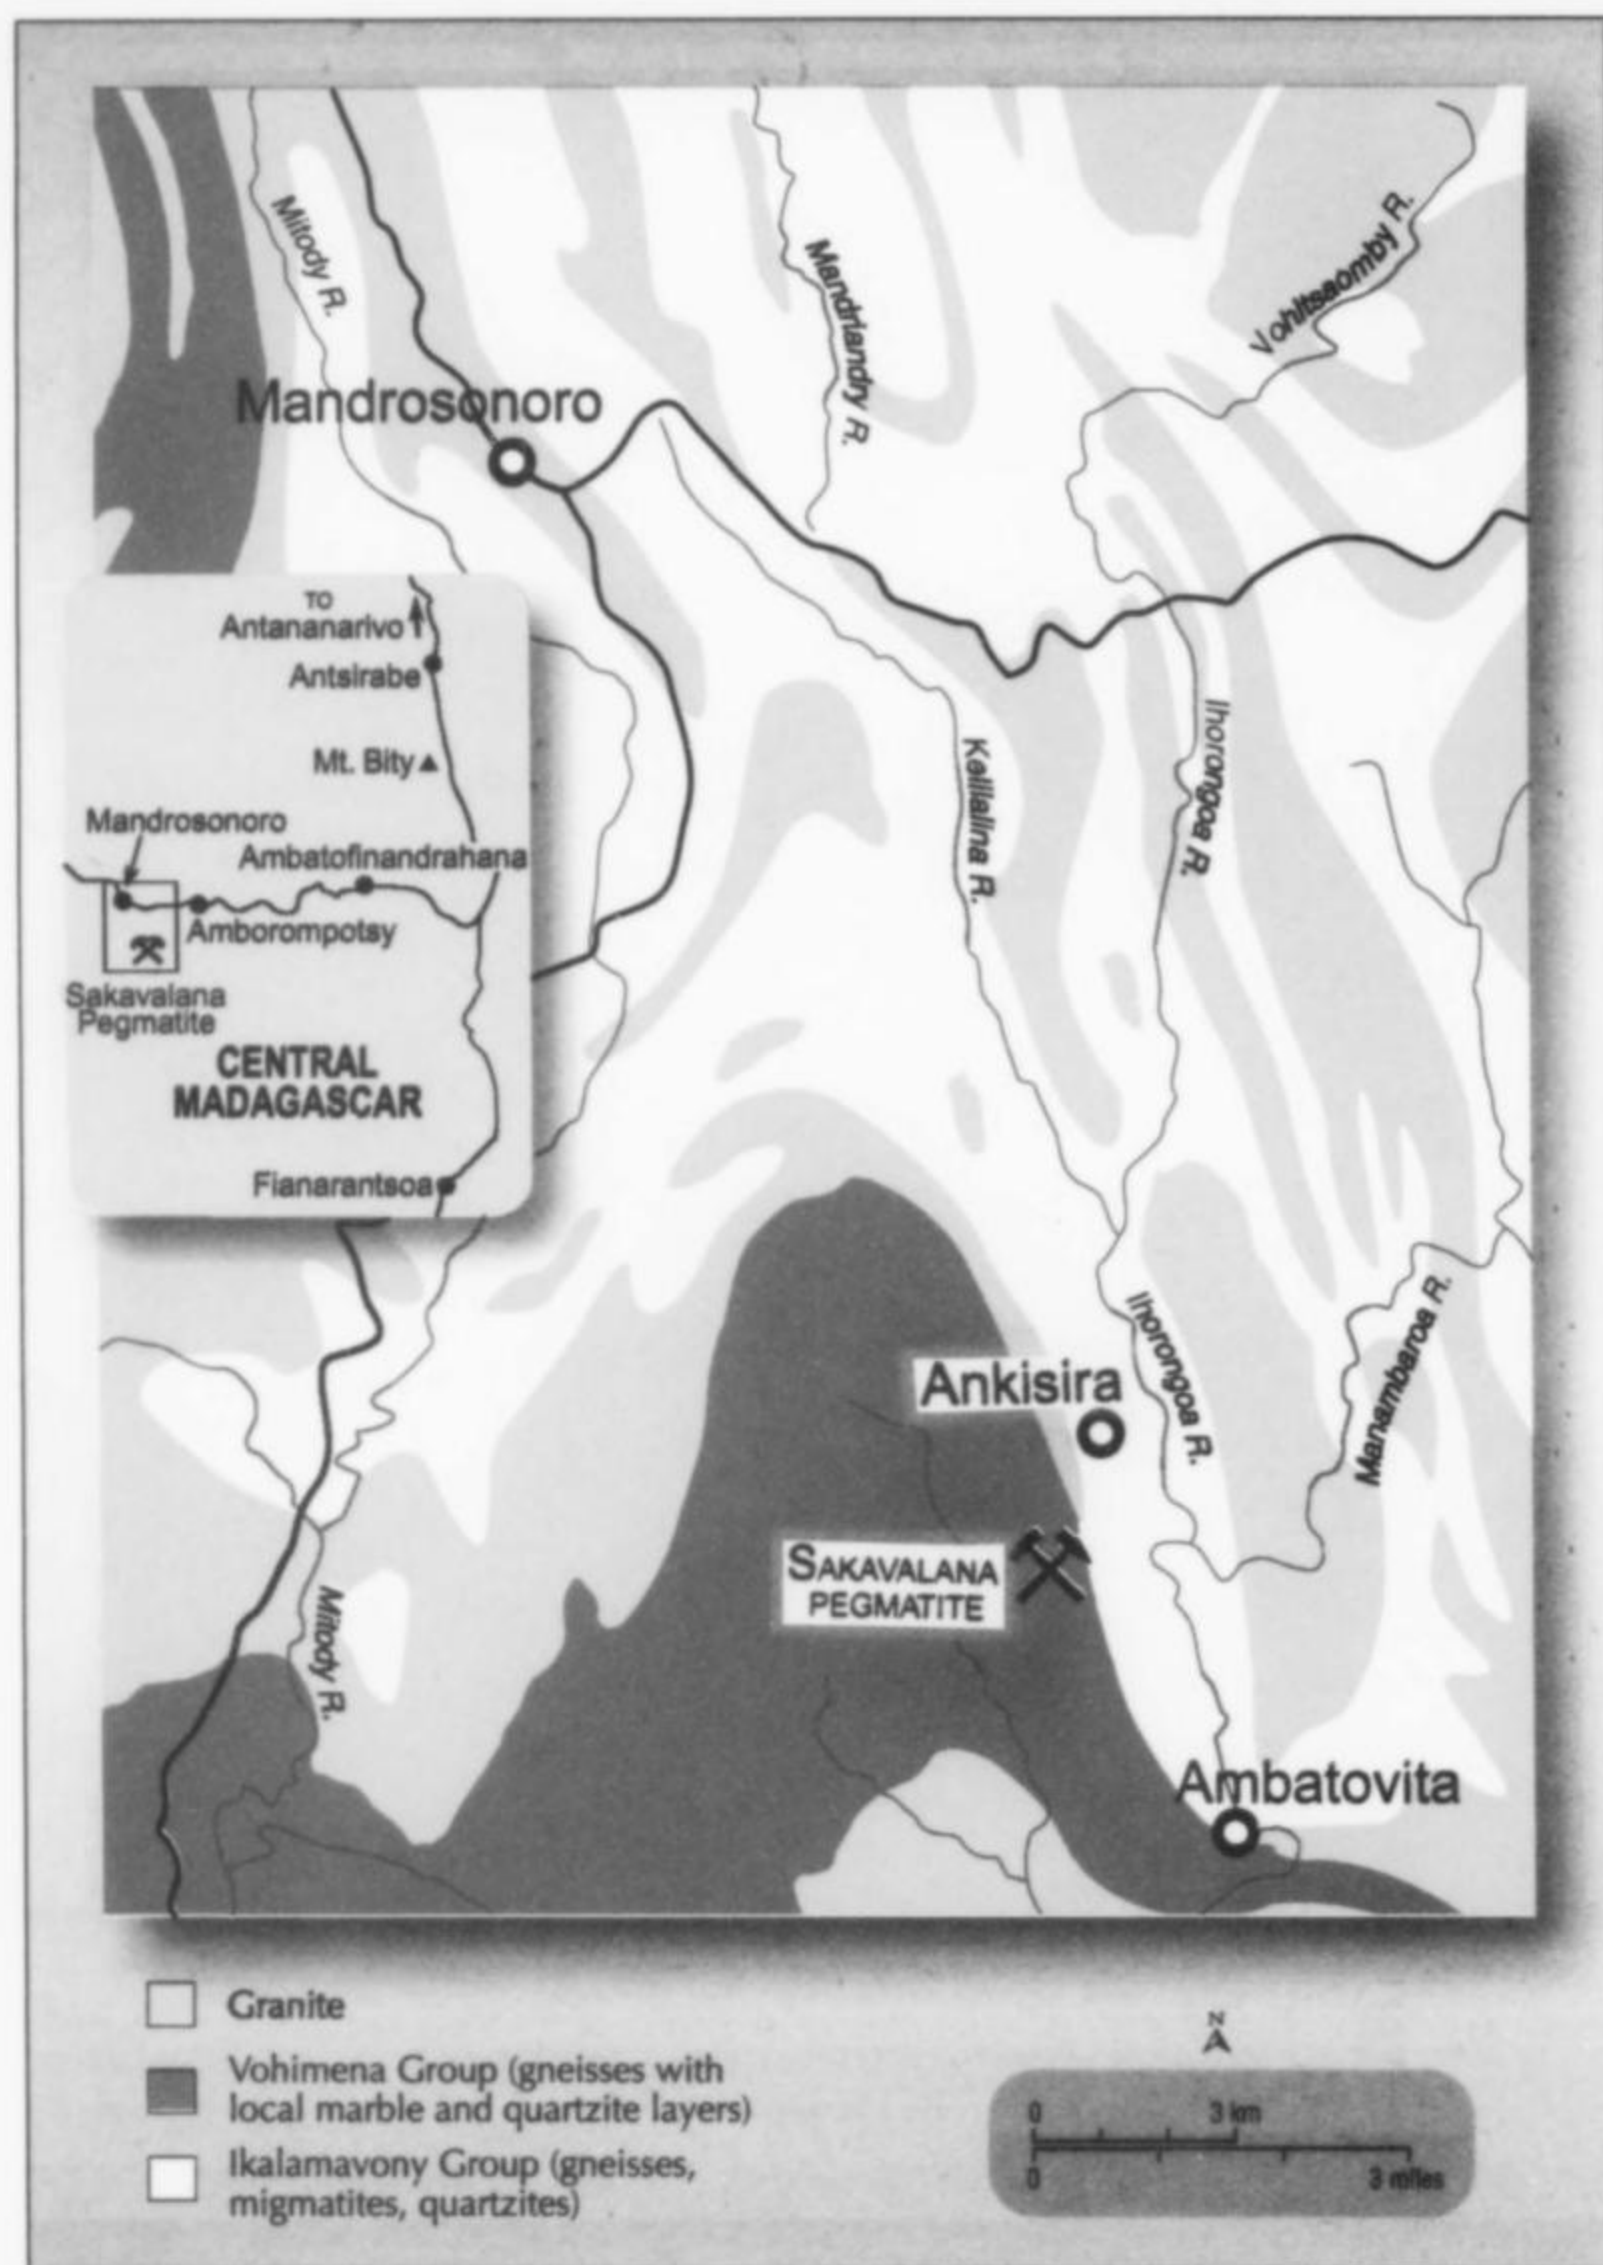 Mitody R.
Mandriandry R.
Vohitsaomby R.
Mandrosonoro
TO
Antananarivo
Antsirabe
Mt. Bity
Mandrosonoro
Ambatofinandrahana
Amborompotsy
Sakavalana
Pegmatite
CENTRAL
MADAGASCAR
Fianarantsoa
Kelilalina R.
Ihorongoa R.
Ankisira
Ihorongoa R.
Manambaroa R.
SAKAVALANA
PEGMATITE
Mitody R.
Ambatovita
Granite
Vohimena Group (gneisses with
local marble and quartzite layers)
Ikalamavony Group (gneisses,
migmatites, quartzites)
N
0 3 km
0 3 miles